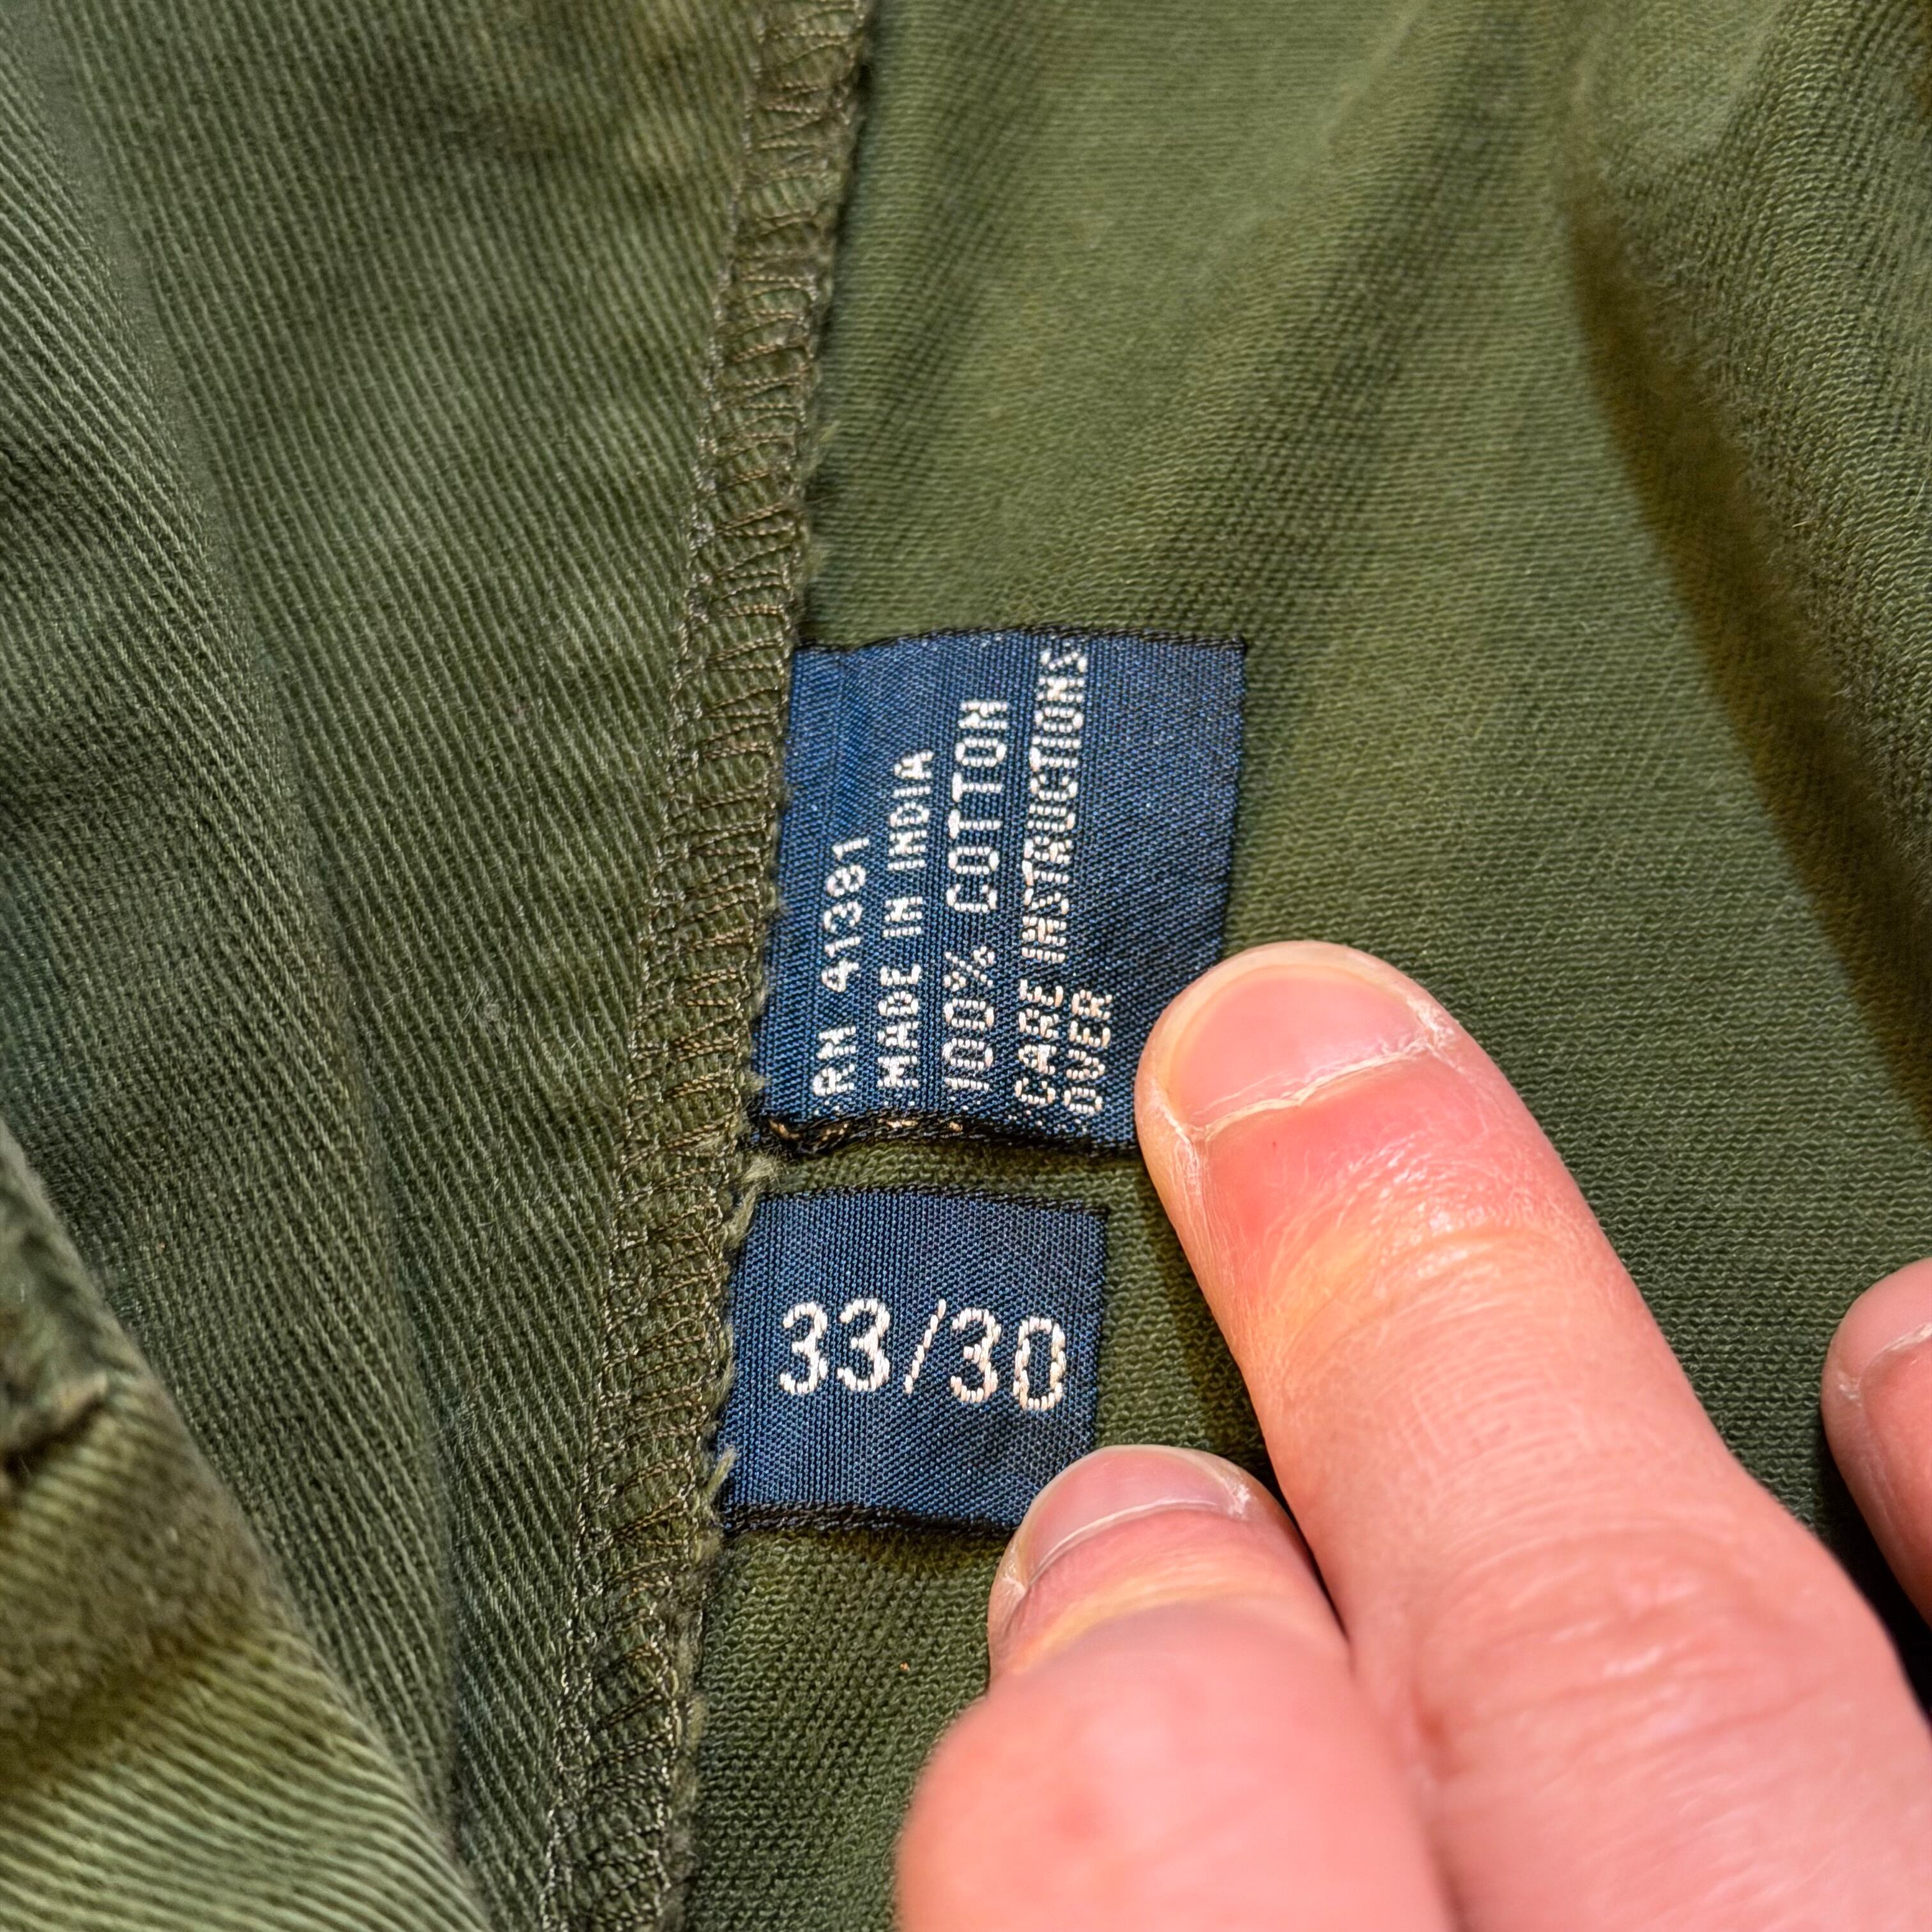 RN 41381
MADE IN INDIA
100% COTTON
CARE INSTRUCTIONS
OVER
33/30